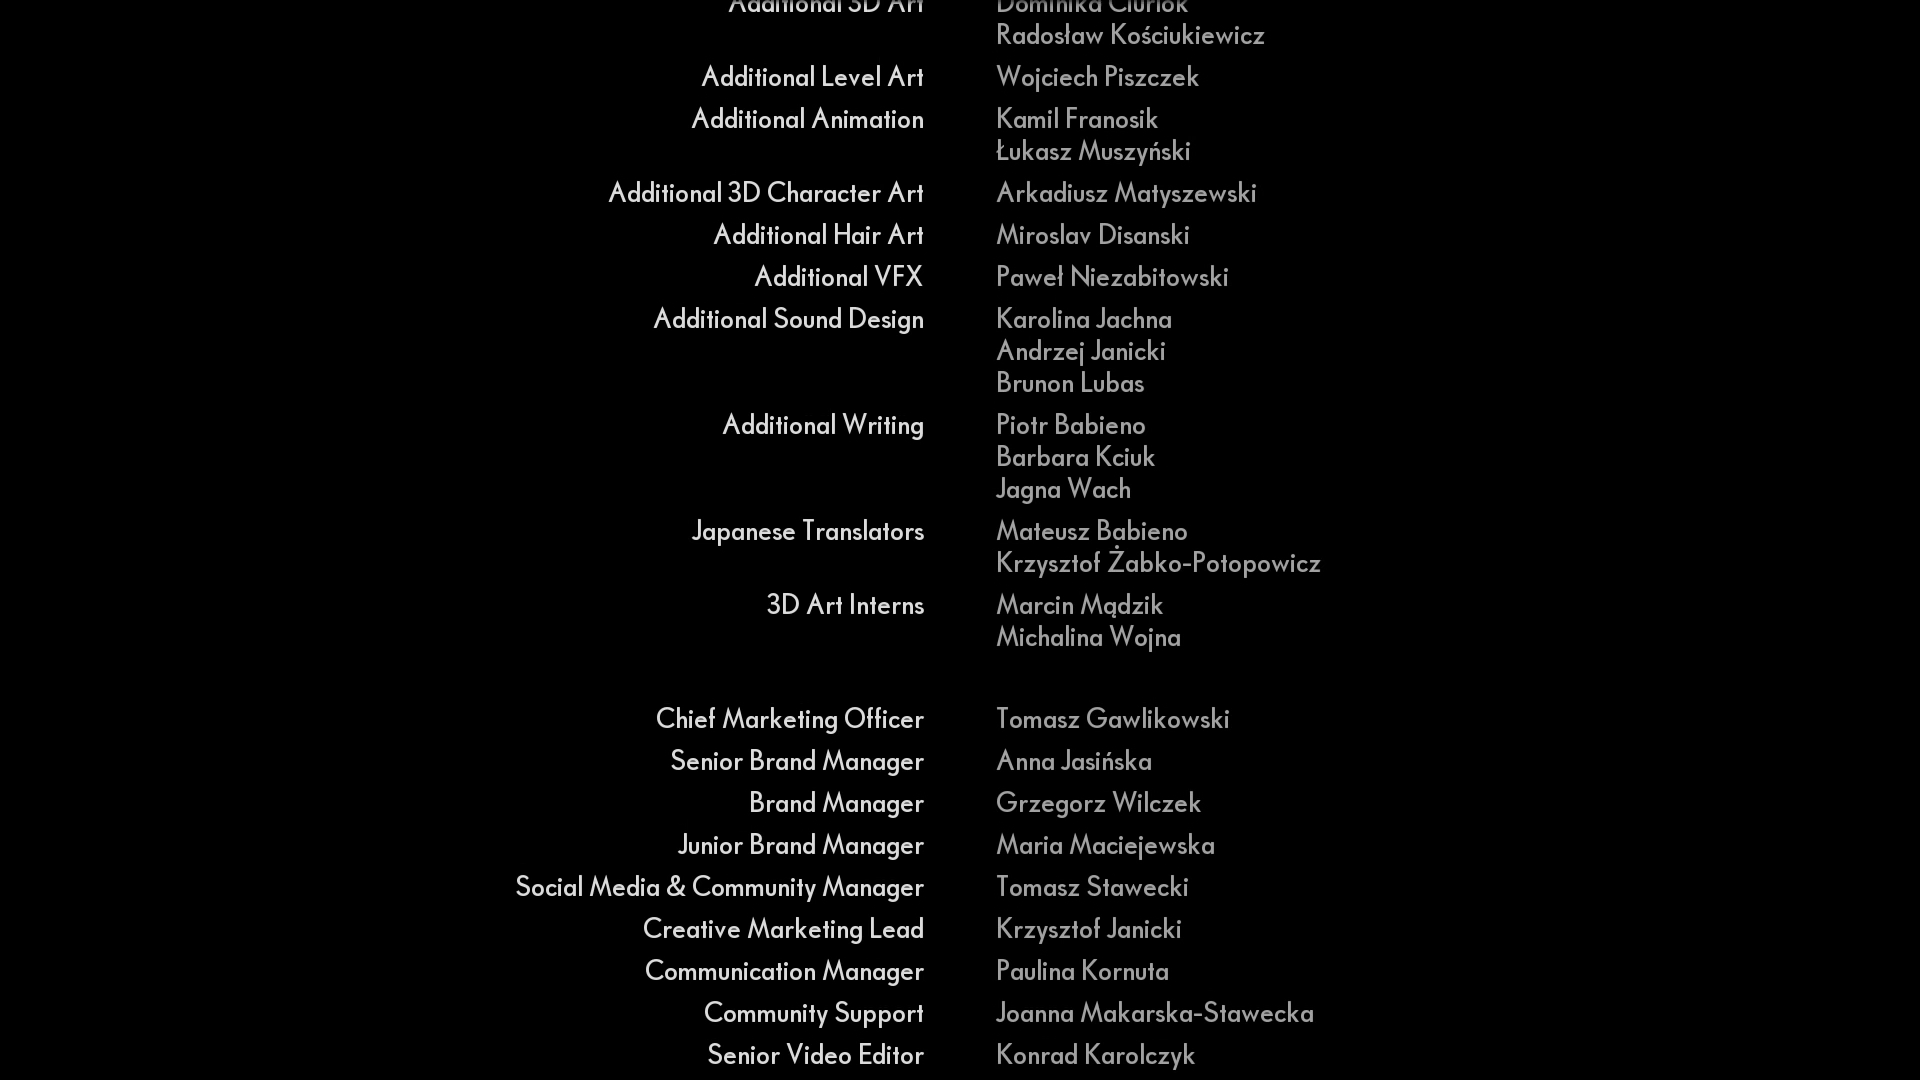 Additional 3D Art Dominika Ciurlok
Radosław Kościukiewicz
Additional Level Art Wojciech Piszczek
Additional Animation Kamil Franosik
Łukasz Muszyński
Additional 3D Character Art Arkadiusz Matyszewski
Additional Hair Art Miroslav Disanski
Additional VFX Paweł Niezabitowski
Additional Sound Design Karolina Jachna
Andrzej Janicki
Brunon Lubas
Additional Writing Piotr Babieno
Barbara Kciuk
Jagna Wach
Japanese Translators Mateusz Babieno
Krzysztof Żabko-Potopowicz
3D Art Interns Marcin Mądzik
Michalina Wojna
Chief Marketing Officer Tomasz Gawlikowski
Senior Brand Manager Anna Jasińska
Brand Manager Grzegorz Wilczek
Junior Brand Manager Maria Maciejewska
Social Media & Community Manager Tomasz Stawecki
Creative Marketing Lead Krzysztof Janicki
Communication Manager Paulina Kornuta
Community Support Joanna Makarska-Stawecka
Senior Video Editor Konrad Karolczyk